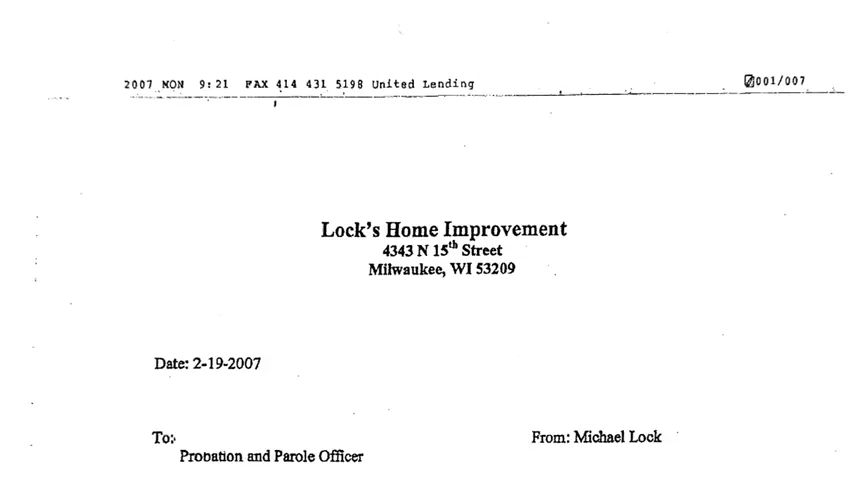 2007 MON 9:21 FAX 414 431 5198 United Lending 001/007
Lock's Home Improvement
4343 N 15th Street
Milwaukee, WI 53209
Date: 2-19-2007
To: From: Michael Lock
Probation and Parole Officer